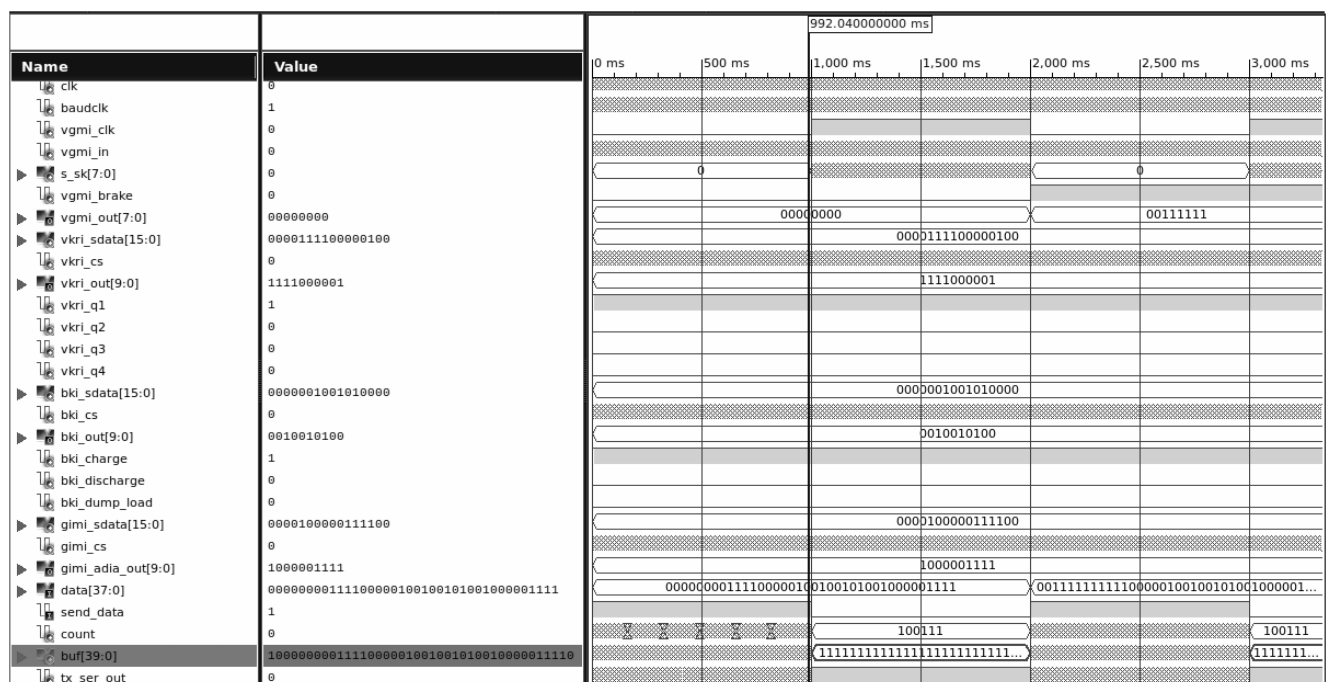 992.040000000 ms
Name Value
0 ms 500 ms 1,000 ms 1,500 ms 2,000 ms 2,500 ms 3,000 ms
clk 0
baudclk 1
vgmi_clk 0
vgmi_in 0
s_sk[7:0] 0 0 0
vgmi_brake 0
vgmi_out[7:0] 00000000 00000000 00111111
vkri_sdata[15:0] 0000111100000100 0000111100000100
vkri_cs 0
vkri_out[9:0] 1111000001 1111000001
vkri_q1 1
vkri_q2 0
vkri_q3 0
vkri_q4 0
bki_sdata[15:0] 0000001001010000 0000001001010000
bki_cs 0
bki_out[9:0] 0010010100 0010010100
bki_charge 1
bki_discharge 0
bki_dump_load 0
gimi_sdata[15:0] 0000100000111100 0000100000111100
gimi_cs 0
gimi_adia_out[9:0] 1000001111 1000001111
data[37:0] 00000000111100000100100101001000001111 00000000111100000100100101001000001111 00111111111100000100100101001000001...
send_data 1
count 0 100111 100111
buf[39:0] 1000000001111000001001001010010000011110 1111111111111111111111111... 1111111...
tx_ser_out 0